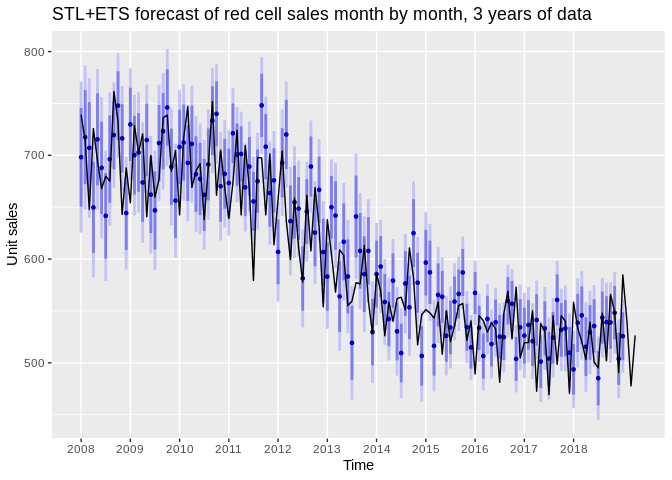 STL+ETS forecast of red cell sales month by month, 3 years of data
800
700
600
500
Unit sales
2008 2009 2010 2011 2012 2013 2014 2015 2016 2017 2018
Time